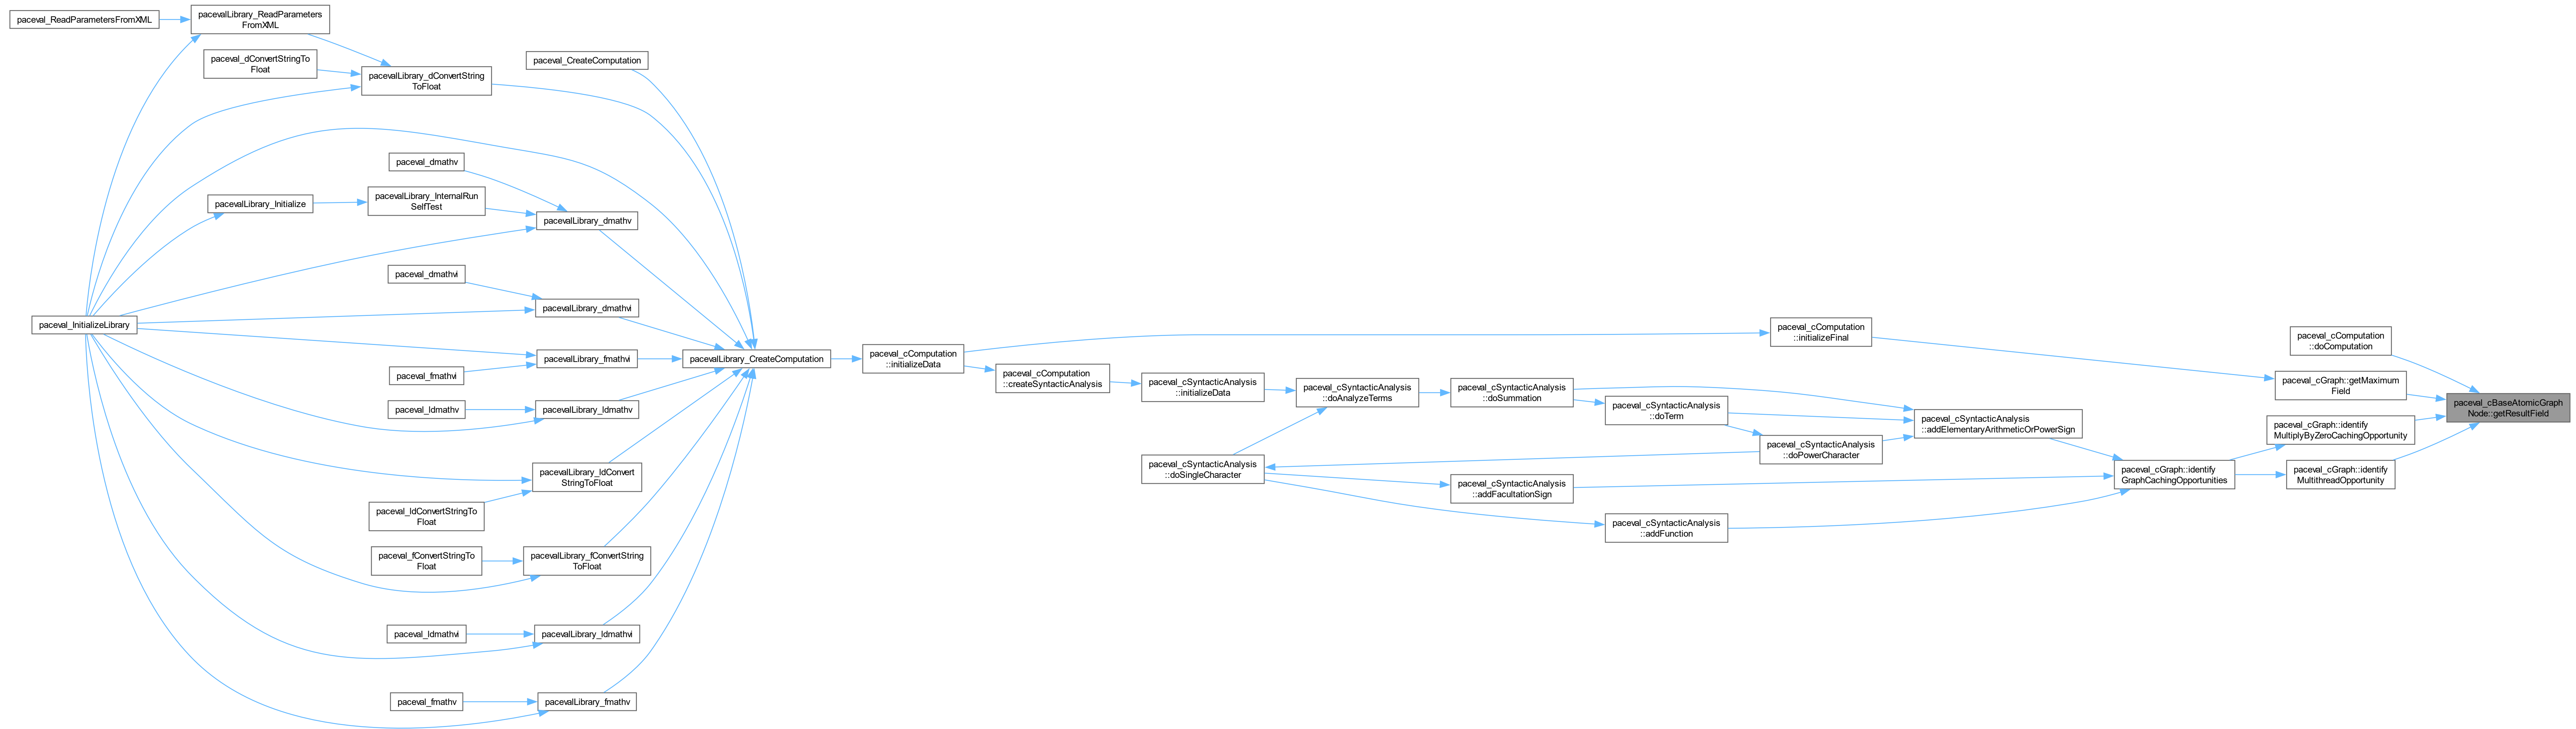 paceval_ReadParametersFromXML
pacevalLibrary_ReadParameters
FromXML
paceval_dConvertStringTo
Float
pacevalLibrary_dConvertString
ToFloat
paceval_CreateComputation
paceval_dmathv
pacevalLibrary_Initialize
pacevalLibrary_InternalRun
SelfTest
pacevalLibrary_dmathv
paceval_dmathvi
pacevalLibrary_dmathvi
paceval_InitializeLibrary
pacevalLibrary_fmathvi
paceval_fmathvi
pacevalLibrary_CreateComputation
paceval_ldmathv
pacevalLibrary_ldmathv
pacevalLibrary_ldConvert
StringToFloat
paceval_ldConvertStringTo
Float
paceval_fConvertStringTo
Float
pacevalLibrary_fConvertString
ToFloat
paceval_ldmathvi
pacevalLibrary_ldmathvi
paceval_fmathv
pacevalLibrary_fmathv
paceval_cComputation
::initializeData
paceval_cComputation
::createSyntacticAnalysis
paceval_cSyntacticAnalysis
::initializeData
paceval_cSyntacticAnalysis
::doAnalyzeTerms
paceval_cSyntacticAnalysis
::doSingleCharacter
paceval_cSyntacticAnalysis
::doSummation
paceval_cSyntacticAnalysis
::addFacultationSign
paceval_cSyntacticAnalysis
::doTerm
paceval_cSyntacticAnalysis
::addFunction
paceval_cComputation
::initializeFinal
paceval_cSyntacticAnalysis
::doPowerCharacter
paceval_cSyntacticAnalysis
::addElementaryArithmeticOrPowerSign
paceval_cGraph::identify
GraphCachingOpportunities
paceval_cComputation
::doComputation
paceval_cGraph::getMaximum
Field
paceval_cGraph::identify
MultiplyByZeroCachingOpportunity
paceval_cGraph::identify
MultithreadOpportunity
paceval_cBaseAtomicGraph
Node::getResultField